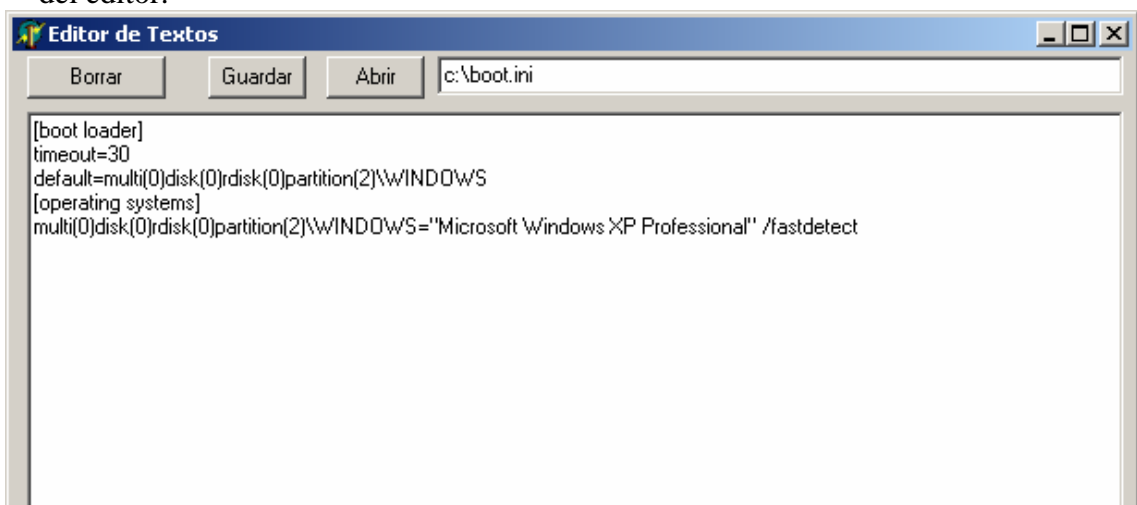 del editor.
Editor de Textos
Borrar Guardar Abrir c:\boot.ini
[boot loader]
timeout=30
default=multi(0)disk(0)rdisk(0)partition(2)\WINDOWS
[operating systems]
multi(0)disk(0)rdisk(0)partition(2)\WINDOWS="Microsoft Windows XP Professional" /fastdetect